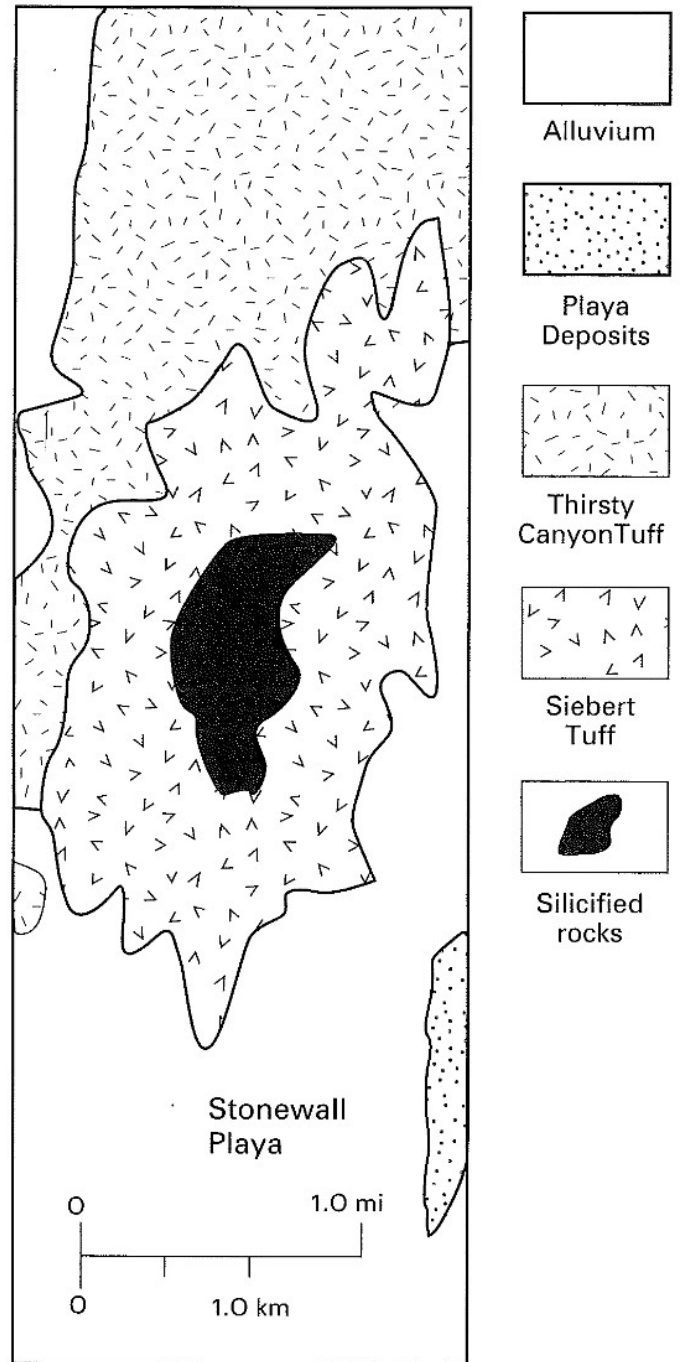 Alluvium
Playa
Deposits
Thirsty
CanyonTuff
Siebert
Tuff
Silicified
rocks
Stonewall
Playa
0 1.0 mi
0 1.0 km